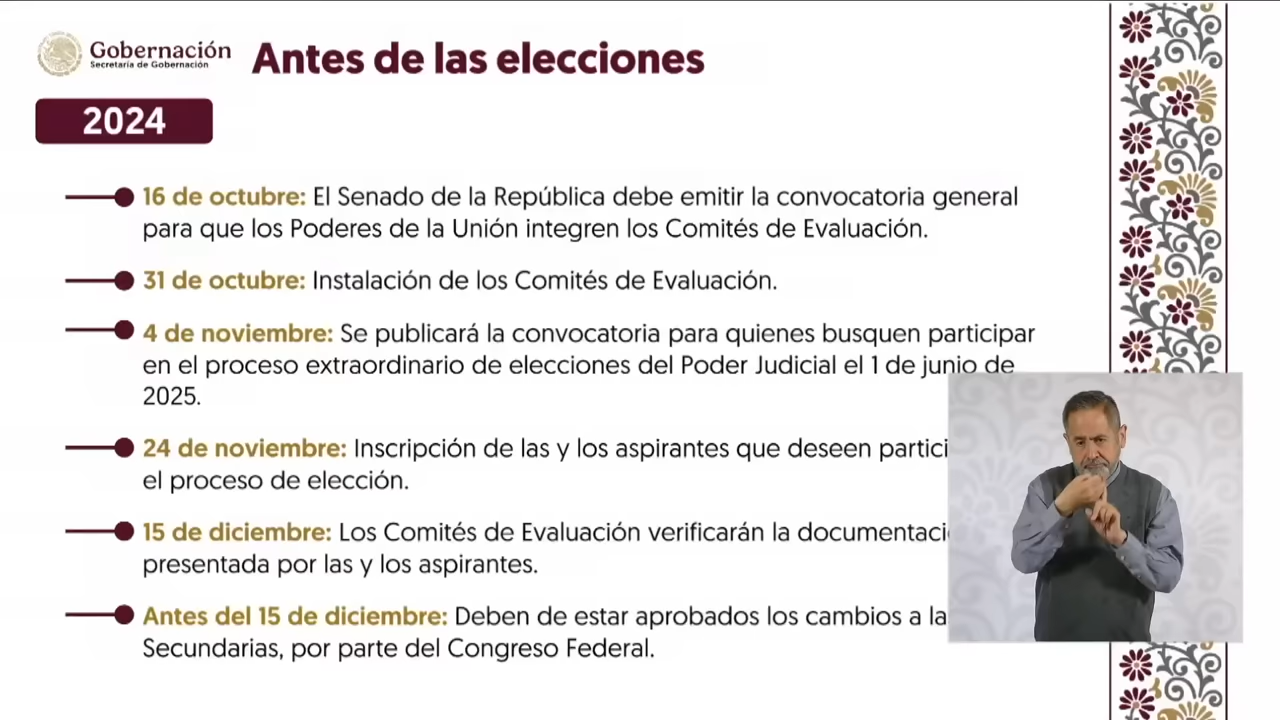 Gobernación
Secretaría de Gobernación
Antes de las elecciones
2024
16 de octubre: El Senado de la República debe emitir la convocatoria general
para que los Poderes de la Unión integren los Comités de Evaluación.
31 de octubre: Instalación de los Comités de Evaluación.
4 de noviembre: Se publicará la convocatoria para quienes busquen participar
en el proceso extraordinario de elecciones del Poder Judicial el 1 de junio de
2025.
24 de noviembre: Inscripción de las y los aspirantes que deseen partici
el proceso de elección.
15 de diciembre: Los Comités de Evaluación verificarán la documentaci
presentada por las y los aspirantes.
Antes del 15 de diciembre: Deben de estar aprobados los cambios a la
Secundarias, por parte del Congreso Federal.